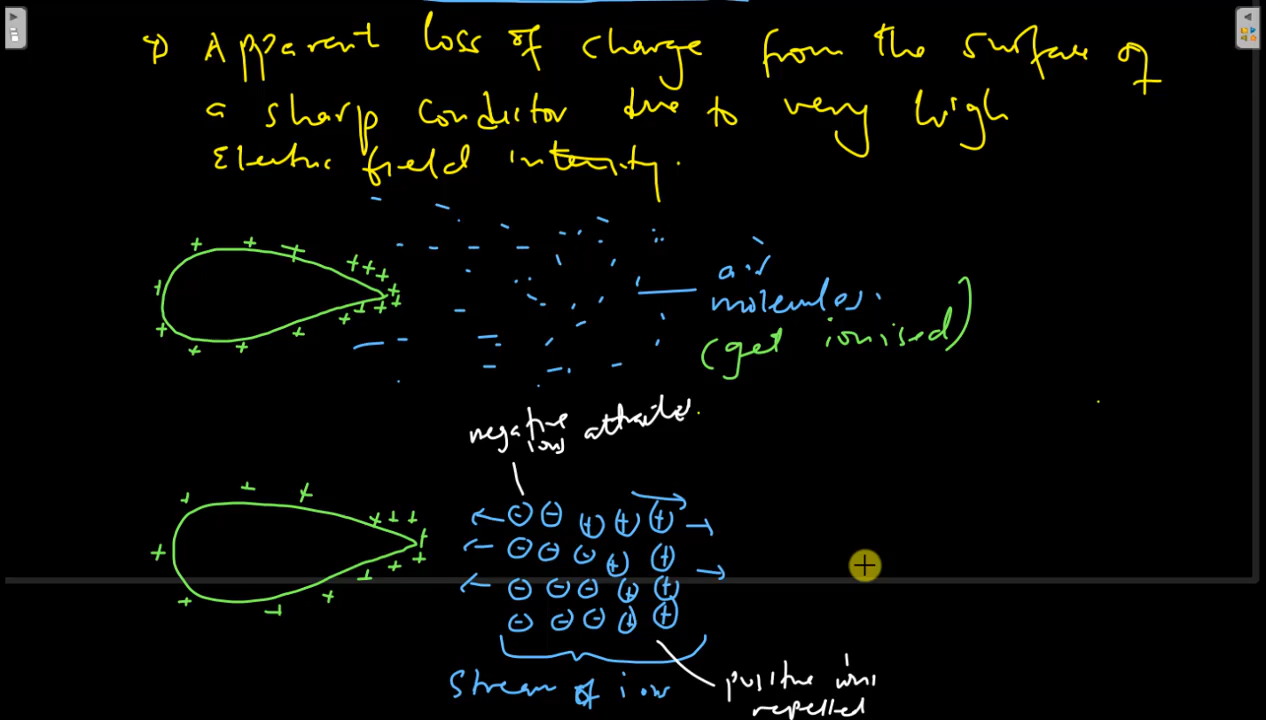 Apparent loss of charge from the surface of
a sharp conductor due to very high
Electric field intensity.
air
molecules.
(get ionised)
negative
ions attracted.
Stream of ions
positive ions
repelled